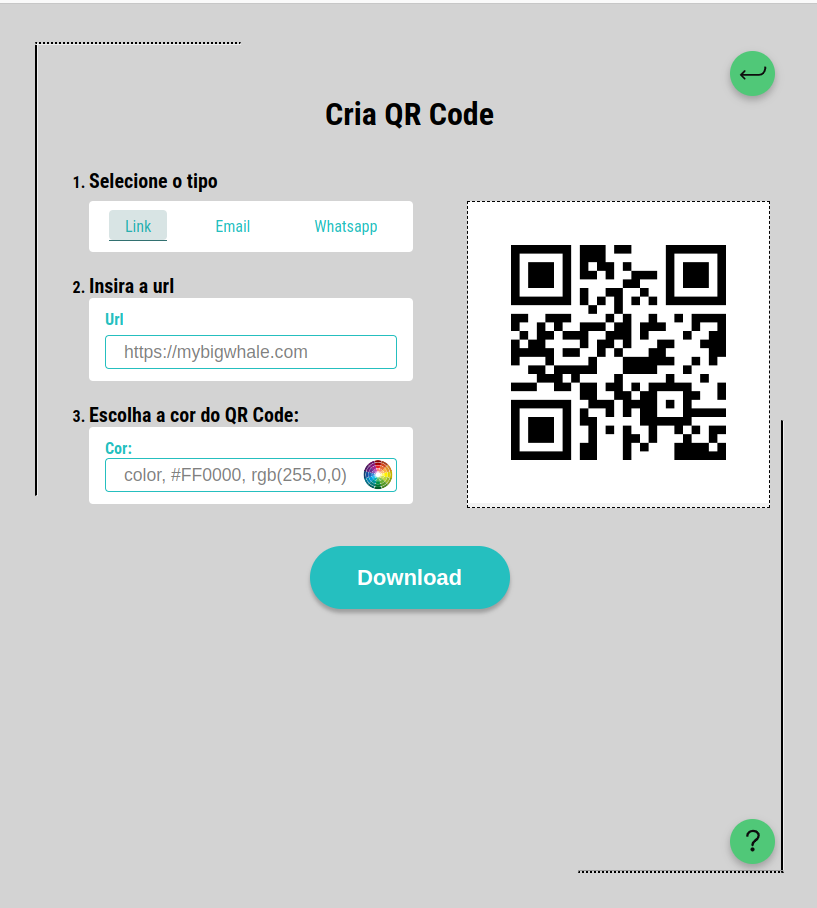 Cria QR Code
1. Selecione o tipo
Link Email Whatsapp
2. Insira a url
Url
https://mybigwhale.com
3. Escolha a cor do QR Code:
Cor:
color, #FF0000, rgb(255,0,0)
Download
?